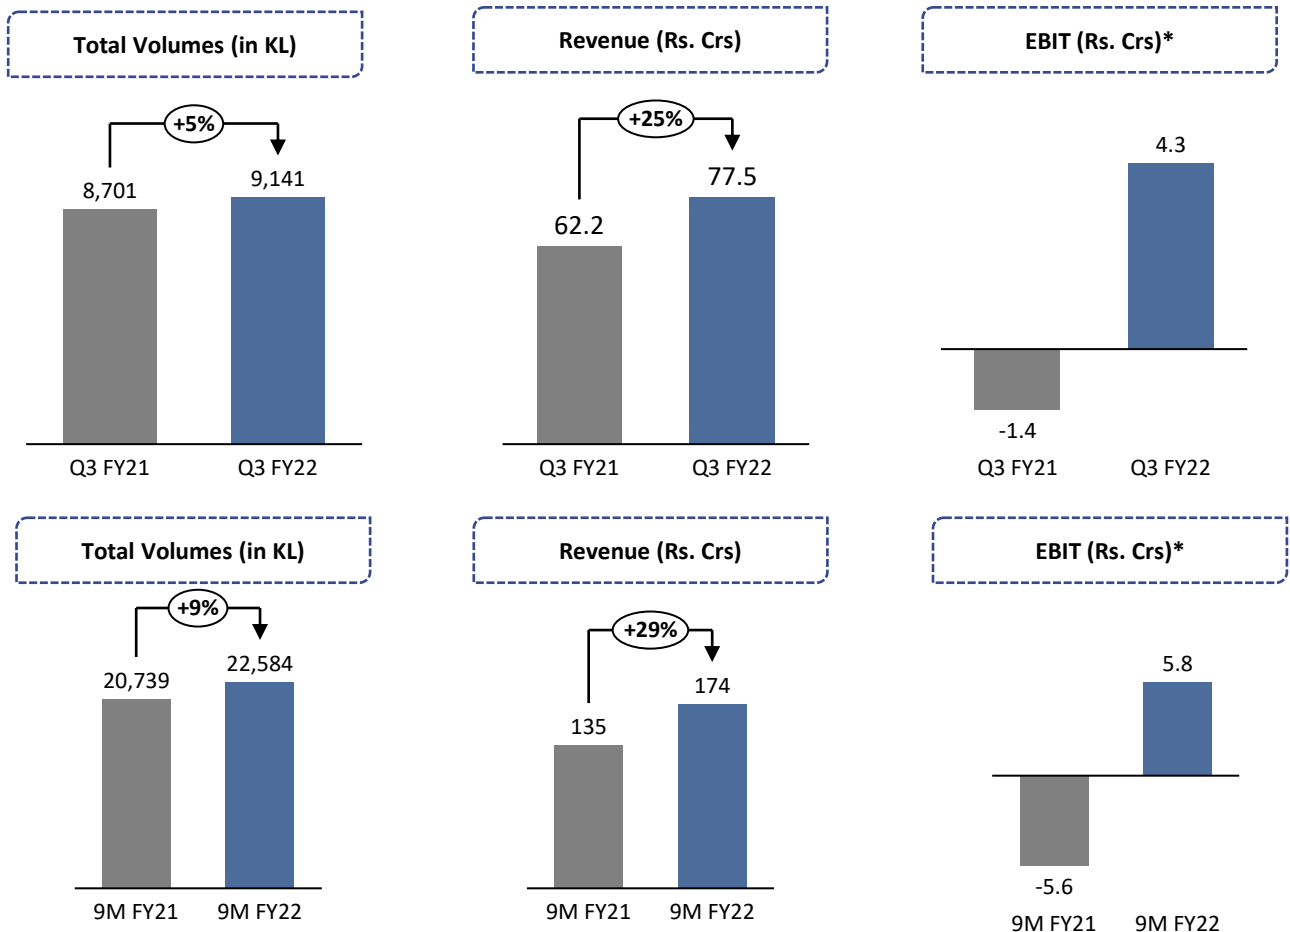 Total Volumes (in KL)
Revenue (Rs. Crs)
EBIT (Rs. Crs)*
+5%
8,701
9,141
Q3 FY21
Q3 FY22
+25%
62.2
77.5
Q3 FY21
Q3 FY22
4.3
-1.4
Q3 FY21
Q3 FY22
Total Volumes (in KL)
Revenue (Rs. Crs)
EBIT (Rs. Crs)*
+9%
20,739
22,584
9M FY21
9M FY22
+29%
135
174
9M FY21
9M FY22
5.8
-5.6
9M FY21
9M FY22